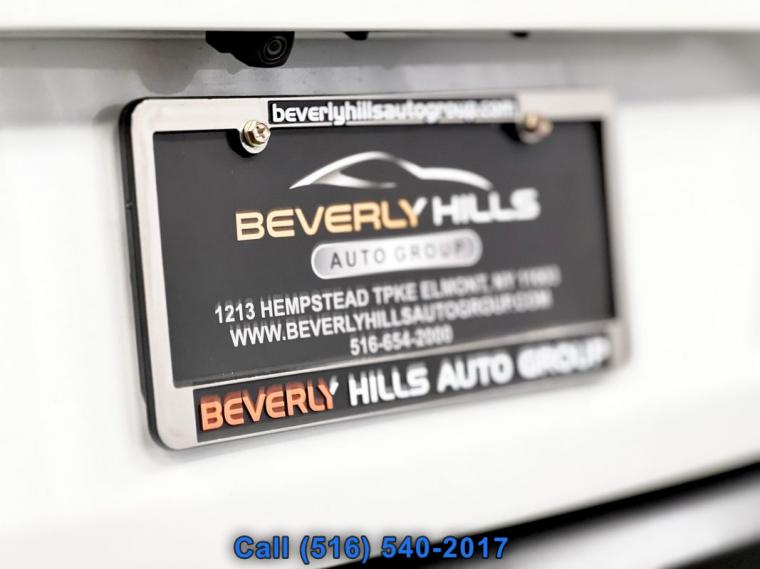 beverlyhillsautogroup.com
BEVERLY HILLS
AUTO GROUP
1213 HEMPSTEAD TPKE ELMONT, NY 11003
WWW.BEVERLYHILLSAUTOGROUP.COM
516-654-2000
BEVERLY HILLS AUTO GROUP
Call (516) 540-2017